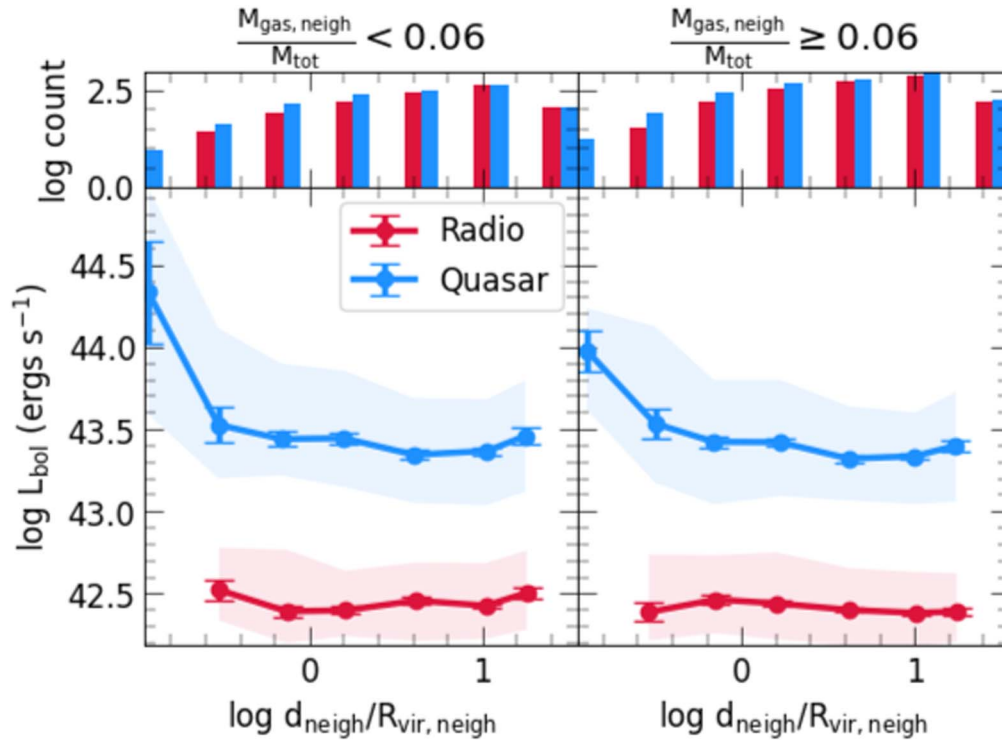 M_gas, neigh / M_tot < 0.06
M_gas, neigh / M_tot ≥ 0.06
log count
2.5
0.0
Radio
Quasar
log L_bol (ergs s^−1)
44.5
44.0
43.5
43.0
42.5
0 1
0 1
log d_neigh/R_vir, neigh
log d_neigh/R_vir, neigh